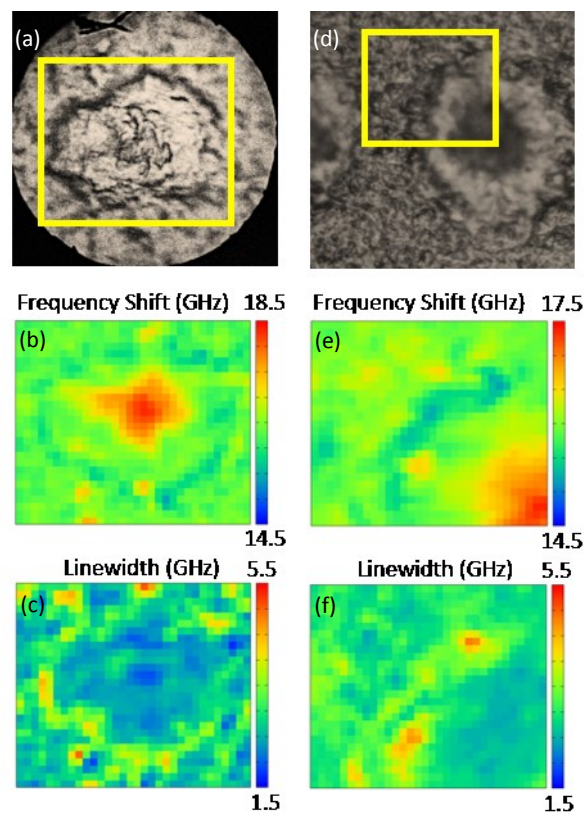 (a)
(d)
Frequency Shift (GHz) 18.5
Frequency Shift (GHz) 17.5
(b)
(e)
14.5
14.5
Linewidth (GHz) 5.5
Linewidth (GHz) 5.5
(c)
(f)
1.5
1.5